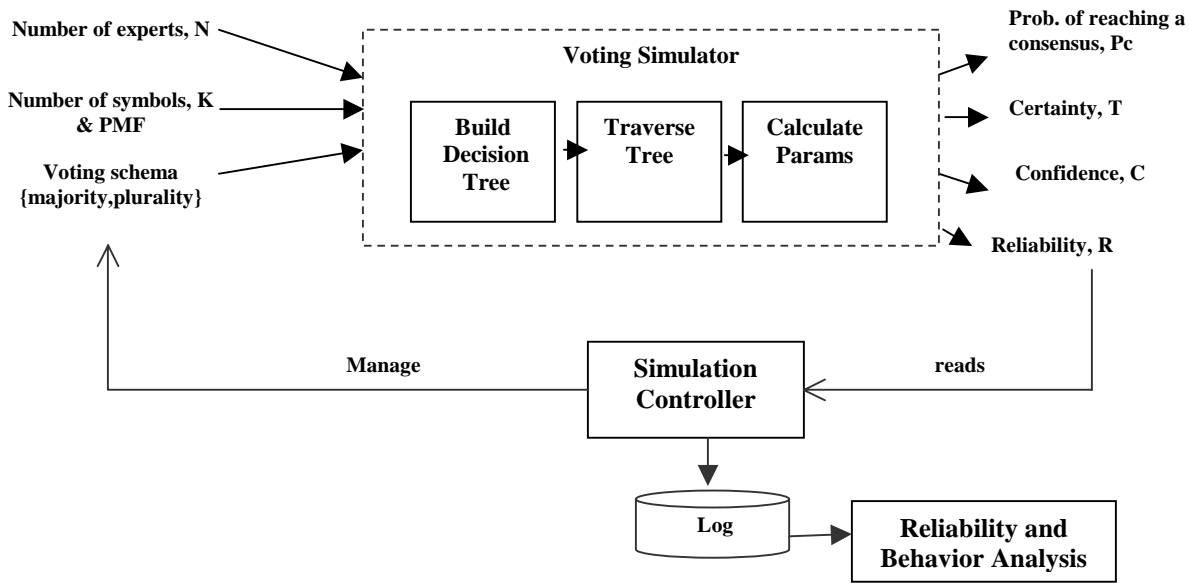 Number of experts, N
Number of symbols, K
& PMF
Voting schema
{majority,plurality}
Voting Simulator
Build
Decision
Tree
Traverse
Tree
Calculate
Params
Prob. of reaching a
consensus, Pc
Certainty, T
Confidence, C
Reliability, R
Manage
Simulation
Controller
reads
Log
Reliability and
Behavior Analysis